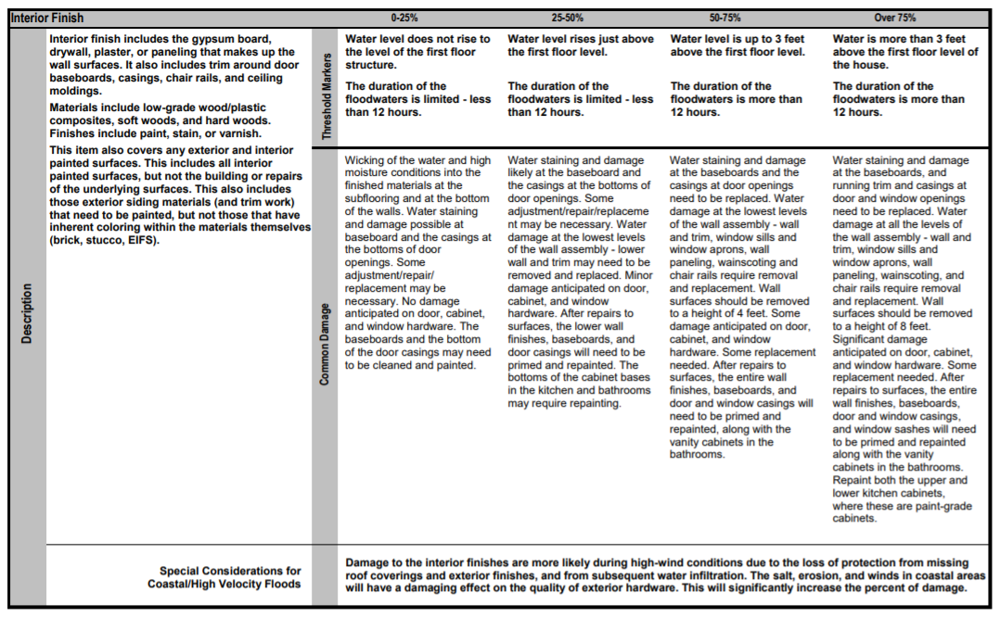 Interior Finish
0-25%
25-50%
50-75%
Over 75%
Description
Interior finish includes the gypsum board,
drywall, plaster, or paneling that makes up the
wall surfaces. It also includes trim around door
baseboards, casings, chair rails, and ceiling
moldings.
Materials include low-grade wood/plastic
composites, soft woods, and hard woods.
Finishes include paint, stain, or varnish.
This item also covers any exterior and interior
painted surfaces. This includes all interior
painted surfaces, but not the building or repairs
of the underlying surfaces. This also includes
those exterior siding materials (and trim work)
that need to be painted, but not those that have
inherent coloring within the materials themselves
(brick, stucco, EIFS).
Threshold Markers
Water level does not rise to
the level of the first floor
structure.
The duration of the
floodwaters is limited - less
than 12 hours.
Water level rises just above
the first floor level.
The duration of the
floodwaters is limited - less
than 12 hours.
Water level is up to 3 feet
above the first floor level.
The duration of the
floodwaters is more than
12 hours.
Water is more than 3 feet
above the first floor level of
the house.
The duration of the
floodwaters is more than
12 hours.
Common Damage
Wicking of the water and high
moisture conditions into the
finished materials at the
subflooring and at the bottom
of the walls. Water staining
and damage possible at
baseboard and the casings at
the bottoms of door
openings. Some
adjustment/repair/
replacement may be
necessary. No damage
anticipated on door, cabinet,
and window hardware. The
baseboards and the bottom
of the door casings may need
to be cleaned and painted.
Water staining and damage
likely at the baseboard and
the casings at the bottoms of
door openings. Some
adjustment/repair/replaceme
nt may be necessary. Water
damage at the lowest levels
of the wall assembly - lower
wall and trim may need to be
removed and replaced. Minor
damage anticipated on door,
cabinet, and window
hardware. After repairs to
surfaces, the lower wall
finishes, baseboards, and
door casings will need to be
primed and repainted. The
bottoms of the cabinet bases
in the kitchen and bathrooms
may require repainting.
Water staining and damage
at the baseboards and the
casings at door openings
need to be replaced. Water
damage at the lowest levels
of the wall assembly - wall
and trim, window sills and
window aprons, wall
paneling, wainscoting and
chair rails require removal
and replacement. Wall
surfaces should be removed
to a height of 4 feet. Some
damage anticipated on door,
cabinet, and window
hardware. Some replacement
needed. After repairs to
surfaces, the entire wall
finishes, baseboards, and
door and window casings will
need to be primed and
repainted, along with the
vanity cabinets in the
bathrooms.
Water staining and damage
at the baseboards, and
running trim and casings at
door and window openings
need to be replaced. Water
damage at all the levels of
the wall assembly - wall and
trim, window sills and
window aprons, wall
paneling, wainscoting, and
chair rails require removal
and replacement. Wall
surfaces should be removed
to a height of 8 feet.
Significant damage
anticipated on door, cabinet,
and window hardware. Some
replacement needed. After
repairs to surfaces, the entire
wall finishes, baseboards,
door and window casings,
and window sashes will need
to be primed and repainted
along with the vanity
cabinets in the bathrooms.
Repaint both the upper and
lower kitchen cabinets,
where these are paint-grade
cabinets.
Special Considerations for
Coastal/High Velocity Floods
Damage to the interior finishes are more likely during high-wind conditions due to the loss of protection from missing
roof coverings and exterior finishes, and from subsequent water infiltration. The salt, erosion, and winds in coastal areas
will have a damaging effect on the quality of exterior hardware. This will significantly increase the percent of damage.